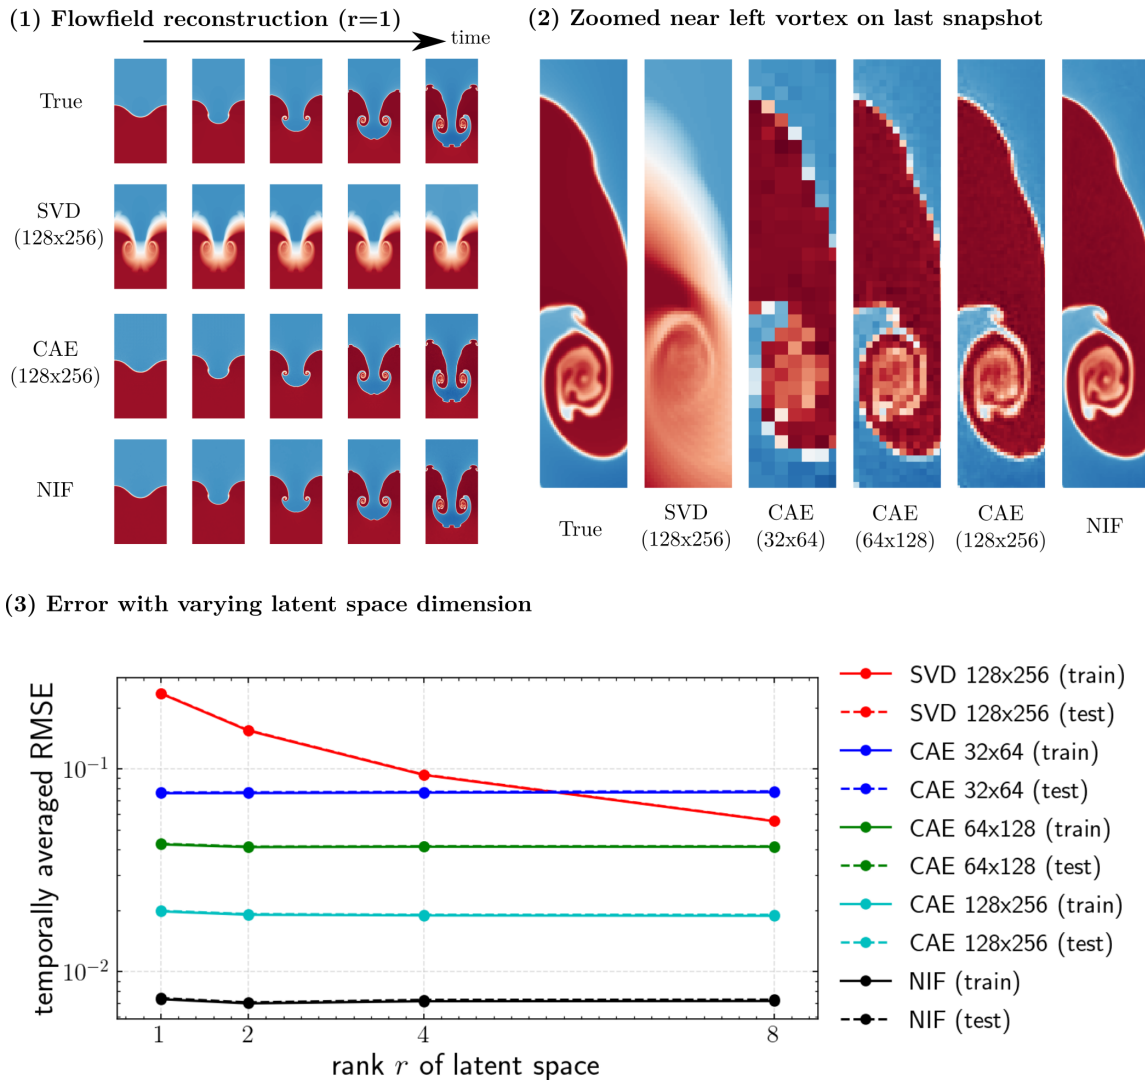 (1) Flowfield reconstruction (r=1)
time
True
SVD
(128x256)
CAE
(128x256)
NIF
(2) Zoomed near left vortex on last snapshot
True
SVD
(128x256)
CAE
(32x64)
CAE
(64x128)
CAE
(128x256)
NIF
(3) Error with varying latent space dimension
temporally averaged RMSE
10⁻¹
10⁻²
1
2
4
8
rank r of latent space
SVD 128x256 (train)
SVD 128x256 (test)
CAE 32x64 (train)
CAE 32x64 (test)
CAE 64x128 (train)
CAE 64x128 (test)
CAE 128x256 (train)
CAE 128x256 (test)
NIF (train)
NIF (test)